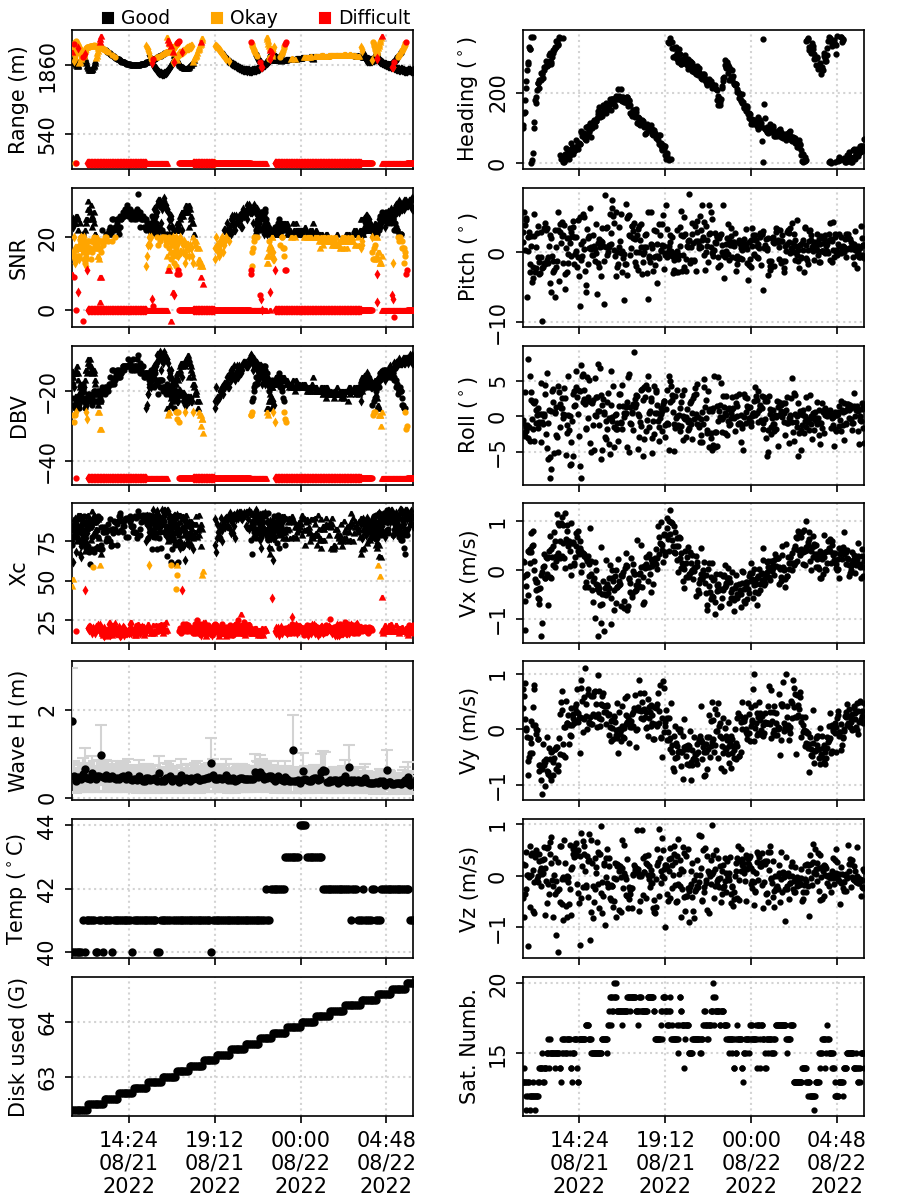 Good Okay Difficult
Range (m)
1860
540
Heading (°)
200
0
SNR
20
0
Pitch (°)
0
−10
DBV
−20
−40
Roll (°)
5
0
−5
Xc
75
50
25
Vx (m/s)
1
0
−1
Wave H (m)
2
0
Vy (m/s)
1
0
−1
Temp (°C)
44
42
40
Vz (m/s)
1
0
−1
Disk used (G)
64
63
Sat. Numb.
20
15
14:24 19:12 00:00 04:48
08/21 08/21 08/22 08/22
2022 2022 2022 2022
14:24 19:12 00:00 04:48
08/21 08/21 08/22 08/22
2022 2022 2022 2022